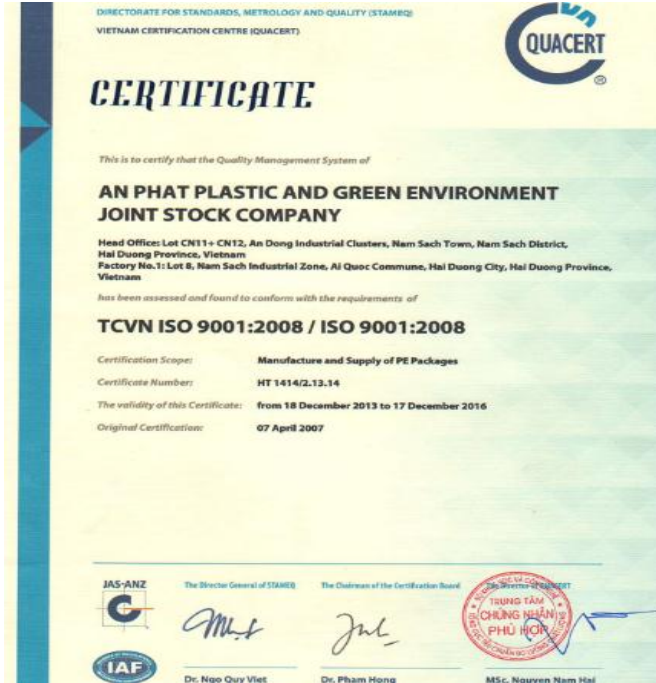 DIRECTORATE FOR STANDARDS, METROLOGY AND QUALITY (STAMEQ)
VIETNAM CERTIFICATION CENTRE (QUACERT)
QUACERT
®
CERTIFICATE
This is to certify that the Quality Management System of
AN PHAT PLASTIC AND GREEN ENVIRONMENT
JOINT STOCK COMPANY
Head Office: Lot CN11+ CN12, An Dong Industrial Clusters, Nam Sach Town, Nam Sach District,
Hai Duong Province, Vietnam
Factory No.1: Lot 8, Nam Sach Industrial Zone, Ai Quoc Commune, Hai Duong City, Hai Duong Province,
Vietnam
has been assessed and found to conform with the requirements of
TCVN ISO 9001:2008 / ISO 9001:2008
Certification Scope: Manufacture and Supply of PE Packages
Certificate Number: HT 1414/2.13.14
The validity of this Certificate: from 18 December 2013 to 17 December 2016
Original Certification: 07 April 2007
JAS-ANZ
The Director General of STAMEQ
The Chairman of the Certification Board
The Director of QUACERT
TRUNG TÂM
CHỨNG NHẬN
PHÙ HỢP
IAF
Dr. Ngo Quy Viet
Dr. Pham Hong
MSc. Nguyen Nam Hai